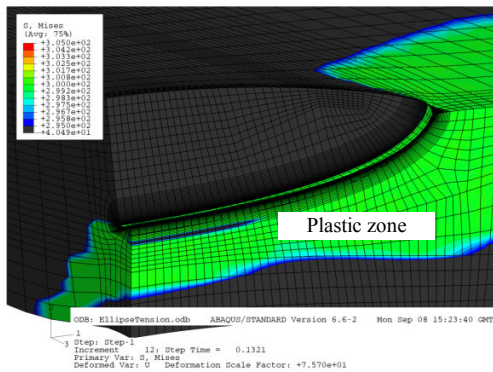 S, Mises
(Avg: 75%)
+3.050e+02
+3.042e+02
+3.033e+02
+3.025e+02
+3.017e+02
+3.008e+02
+3.000e+02
+2.992e+02
+2.983e+02
+2.975e+02
+2.967e+02
+2.958e+02
+2.950e+02
+4.049e+01
Plastic zone
ODB: EllipseTension.odb ABAQUS/STANDARD Version 6.6-2 Mon Sep 08 15:23:40 GMT
1
3
Step: Step-1
Increment 12: Step Time = 0.1321
Primary Var: S, Mises
Deformed Var: U Deformation Scale Factor: +7.570e+01